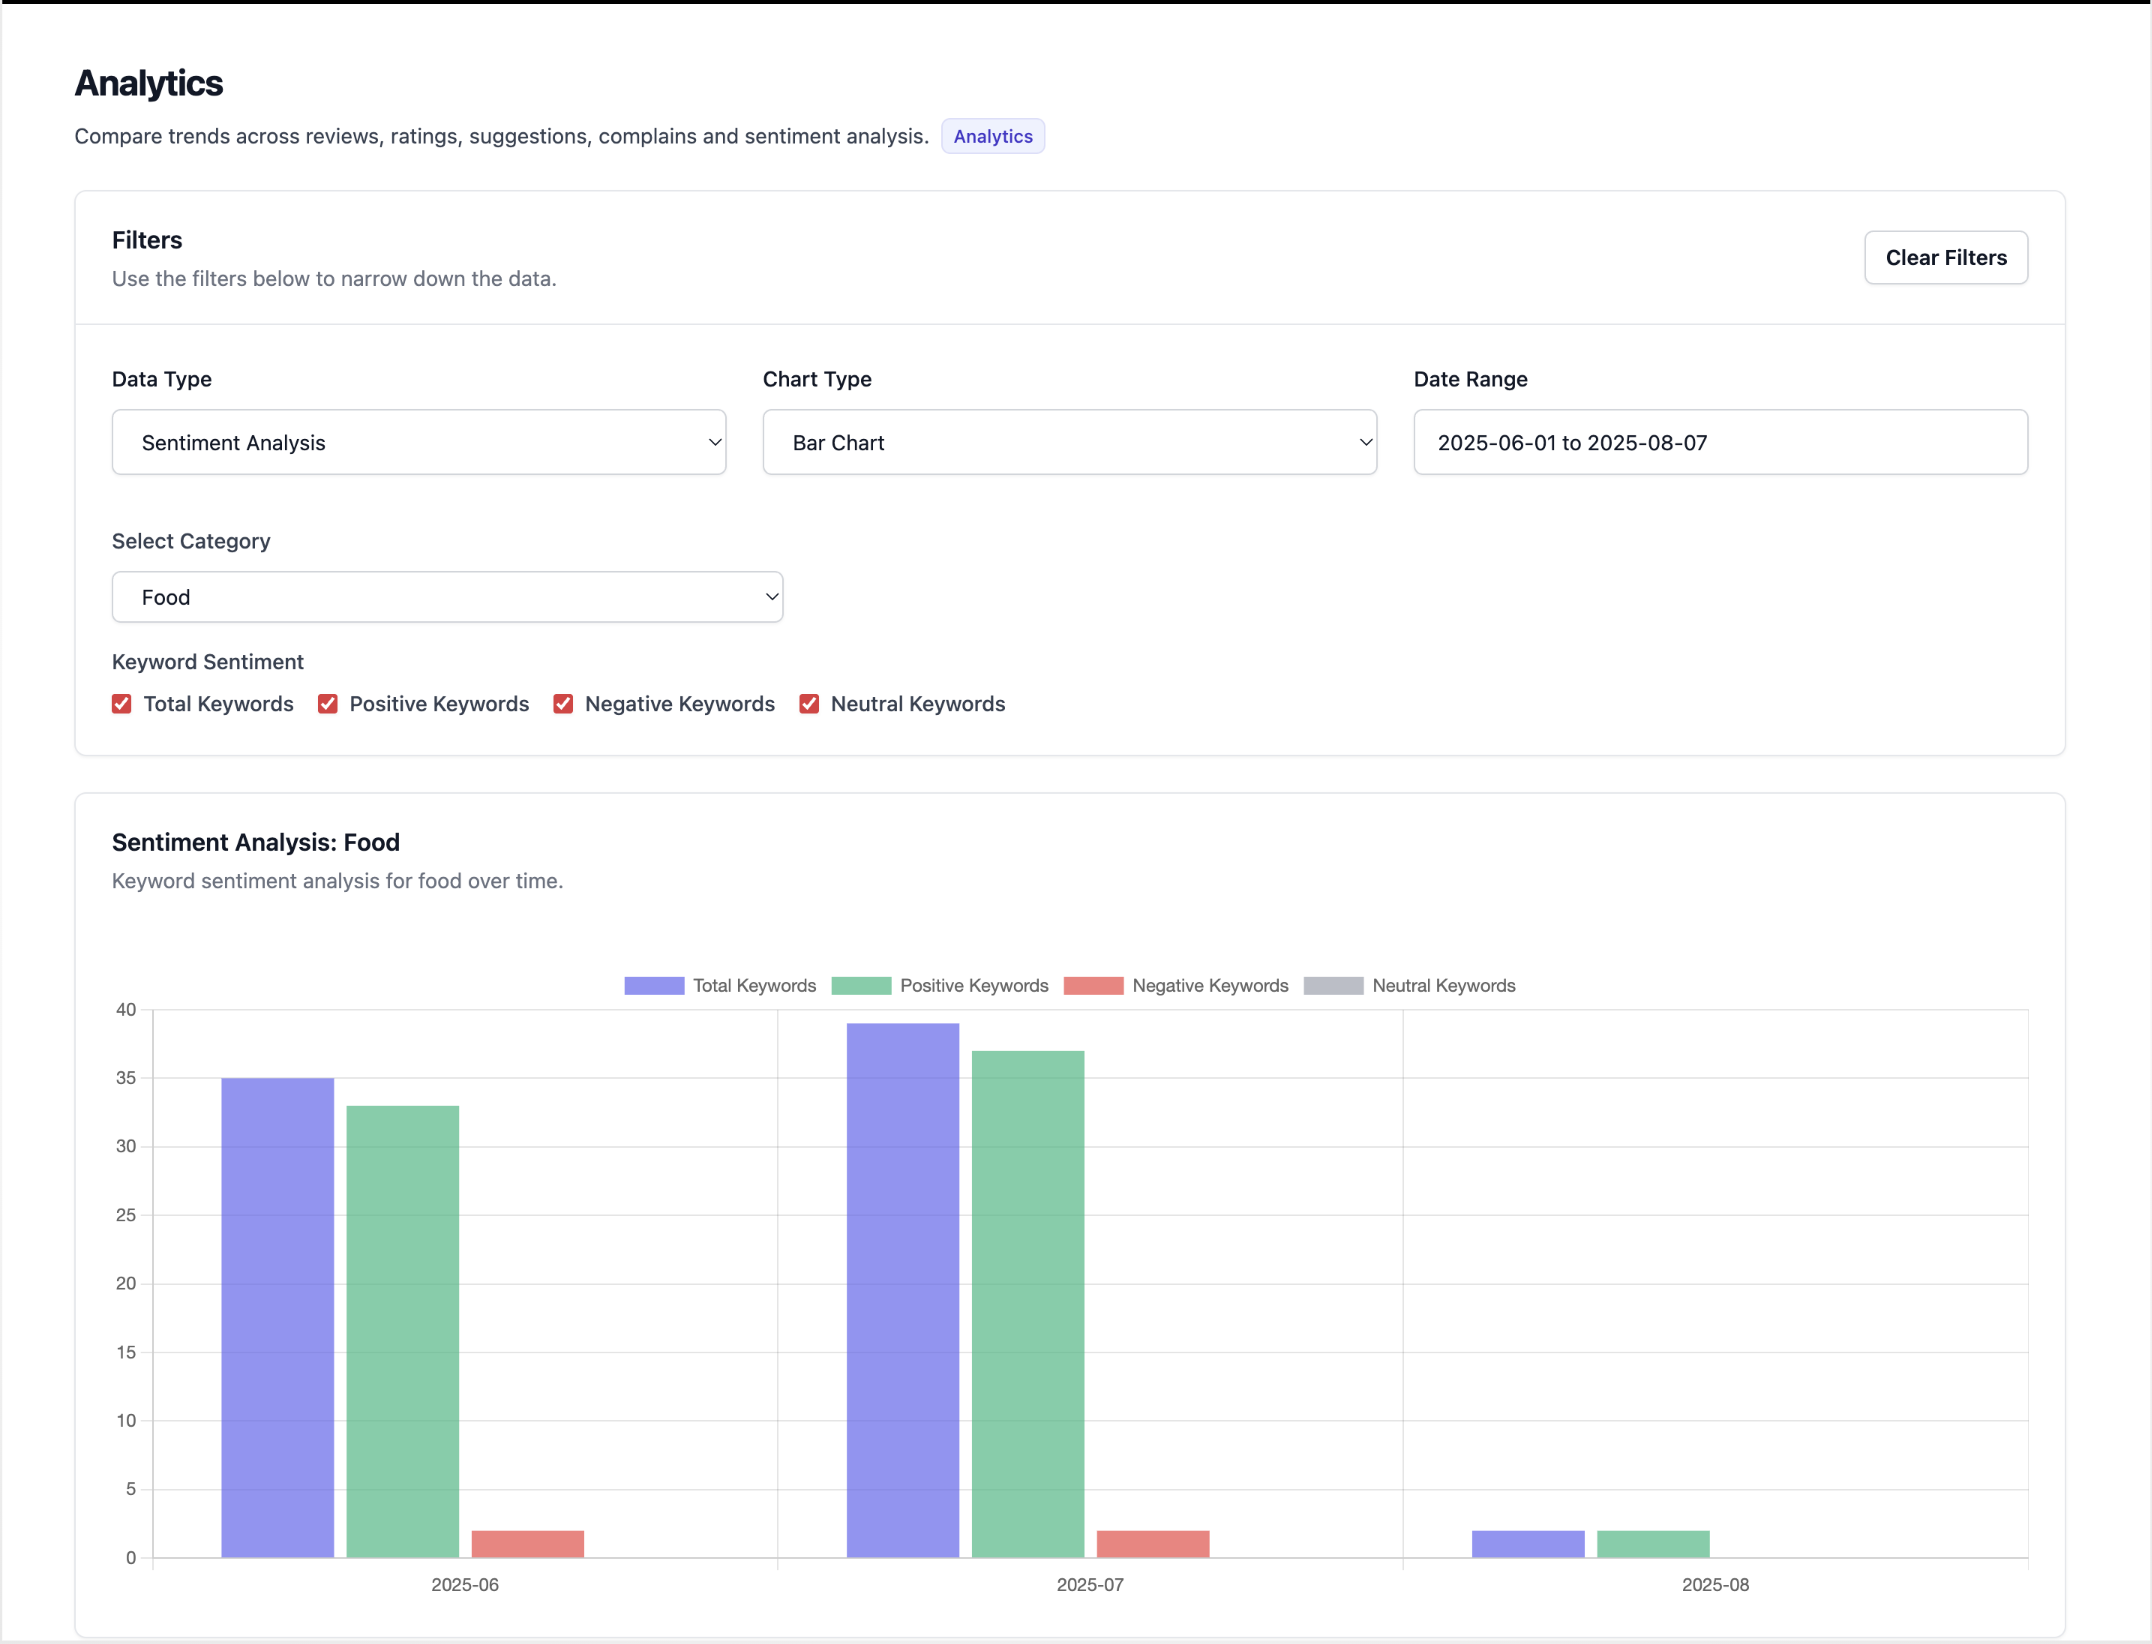 Analytics
Compare trends across reviews, ratings, suggestions, complains and sentiment analysis. Analytics
Filters
Use the filters below to narrow down the data.
Clear Filters
Data Type
Chart Type
Date Range
Sentiment Analysis
Bar Chart
2025-06-01 to 2025-08-07
Select Category
Food
Keyword Sentiment
Total Keywords Positive Keywords Negative Keywords Neutral Keywords
Sentiment Analysis: Food
Keyword sentiment analysis for food over time.
Total Keywords Positive Keywords Negative Keywords Neutral Keywords
40
35
30
25
20
15
10
5
0
2025-06 2025-07 2025-08